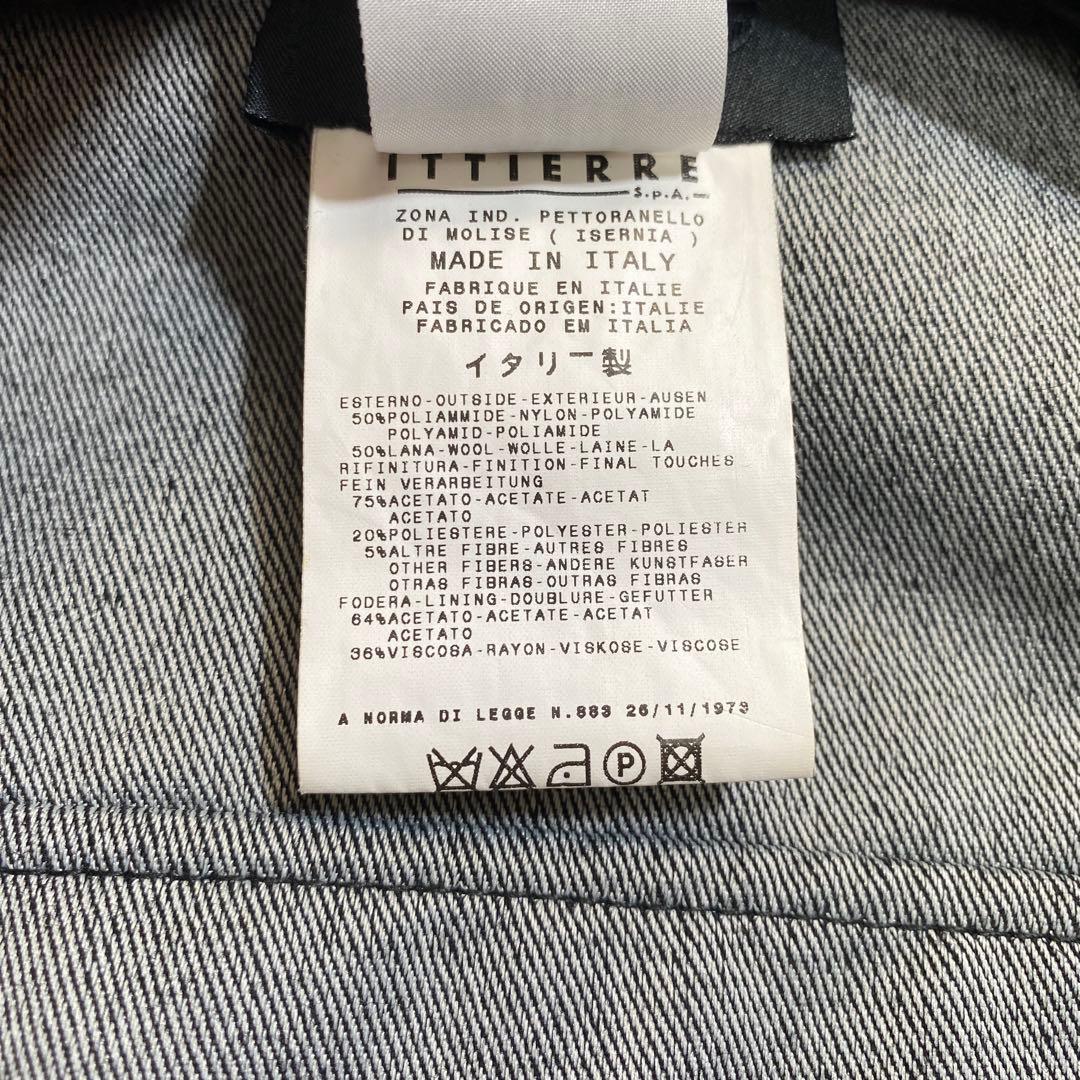 ITTIERRE
S.p.A.
ZONA IND. PETTORANELLO
DI MOLISE ( ISERNIA )
MADE IN ITALY
FABRIQUE EN ITALIE
PAIS DE ORIGEN:ITALIE
FABRICADO EM ITALIA
イタリー製
ESTERNO-OUTSIDE-EXTERIEUR-AUSEN
50%POLIAMMIDE-NYLON-POLYAMIDE
POLYAMID-POLIAMIDE
50%LANA-WOOL-WOLLE-LAINE-LA
RIFINITURA-FINITION-FINAL TOUCHES
FEIN VERARBEITUNG
75%ACETATO-ACETATE-ACETAT
ACETATO
20%POLIESTERE-POLYESTER-POLIESTER
5%ALTRE FIBRE-AUTRES FIBRES
OTHER FIBERS-ANDERE KUNSTFASER
OTRAS FIBRAS-OUTRAS FIBRAS
FODERA-LINING-DOUBLURE-GEFUTTER
64%ACETATO-ACETATE-ACETAT
ACETATO
36%VISCOSA-RAYON-VISKOSE-VISCOSE
A NORMA DI LEGGE N.883 26/11/1973
P